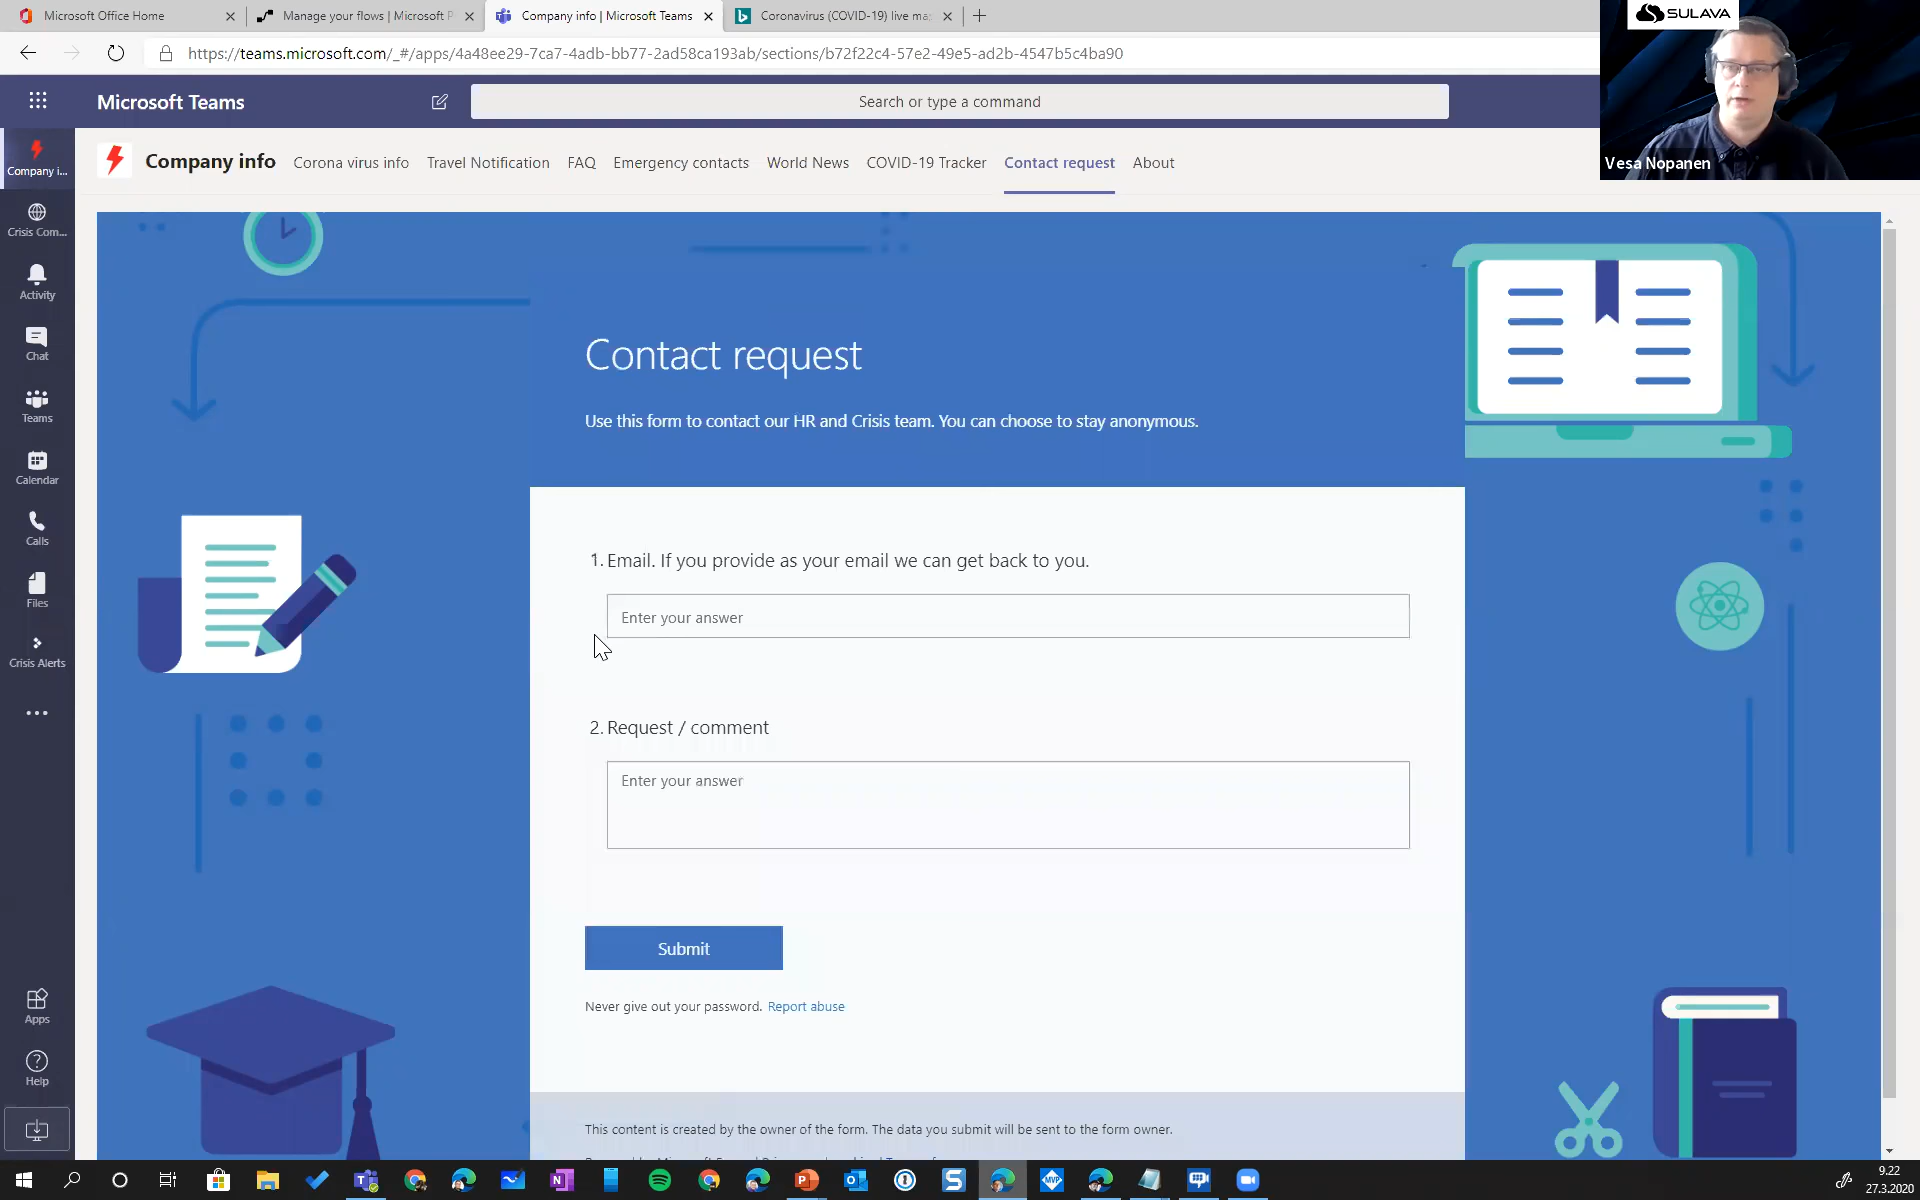 Microsoft Office Home
Manage your flows | Microsoft P
Company info | Microsoft Teams
Coronavirus (COVID-19) live ma
https://teams.microsoft.com/_#/apps/4a48ee29-7ca7-4adb-bb77-2ad58ca193ab/sections/b72f22c4-57e2-49e5-ad2b-4547b5c4ba90
SULAVA
Vesa Nopanen
Microsoft Teams
Search or type a command
Company info
Corona virus info
Travel Notification
FAQ
Emergency contacts
World News
COVID-19 Tracker
Contact request
About
Company i...
Crisis Com...
Activity
Chat
Teams
Calendar
Calls
Files
Crisis Alerts
Apps
Help
Contact request
Use this form to contact our HR and Crisis team. You can choose to stay anonymous.
1. Email. If you provide as your email we can get back to you.
Enter your answer
2. Request / comment
Enter your answer
Submit
Never give out your password. Report abuse
This content is created by the owner of the form. The data you submit will be sent to the form owner.
9.22
27.3.2020